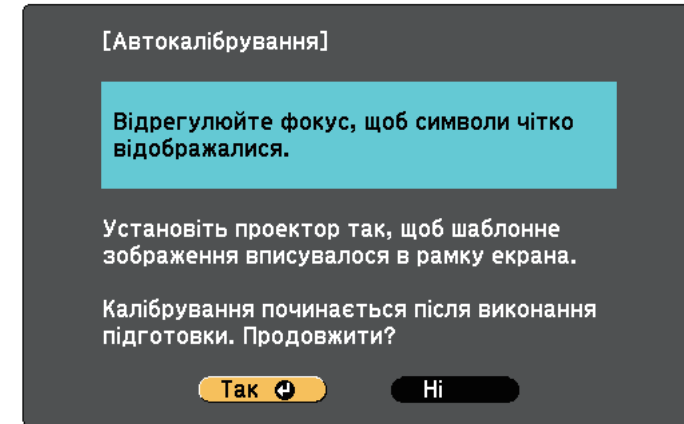 [Автокалібрування]
Відрегулюйте фокус, щоб символи чітко
відображалися.
Установіть проектор так, щоб шаблонне
зображення вписувалося в рамку екрана.
Калібрування починається після виконання
підготовки. Продовжити?
Так
Ні